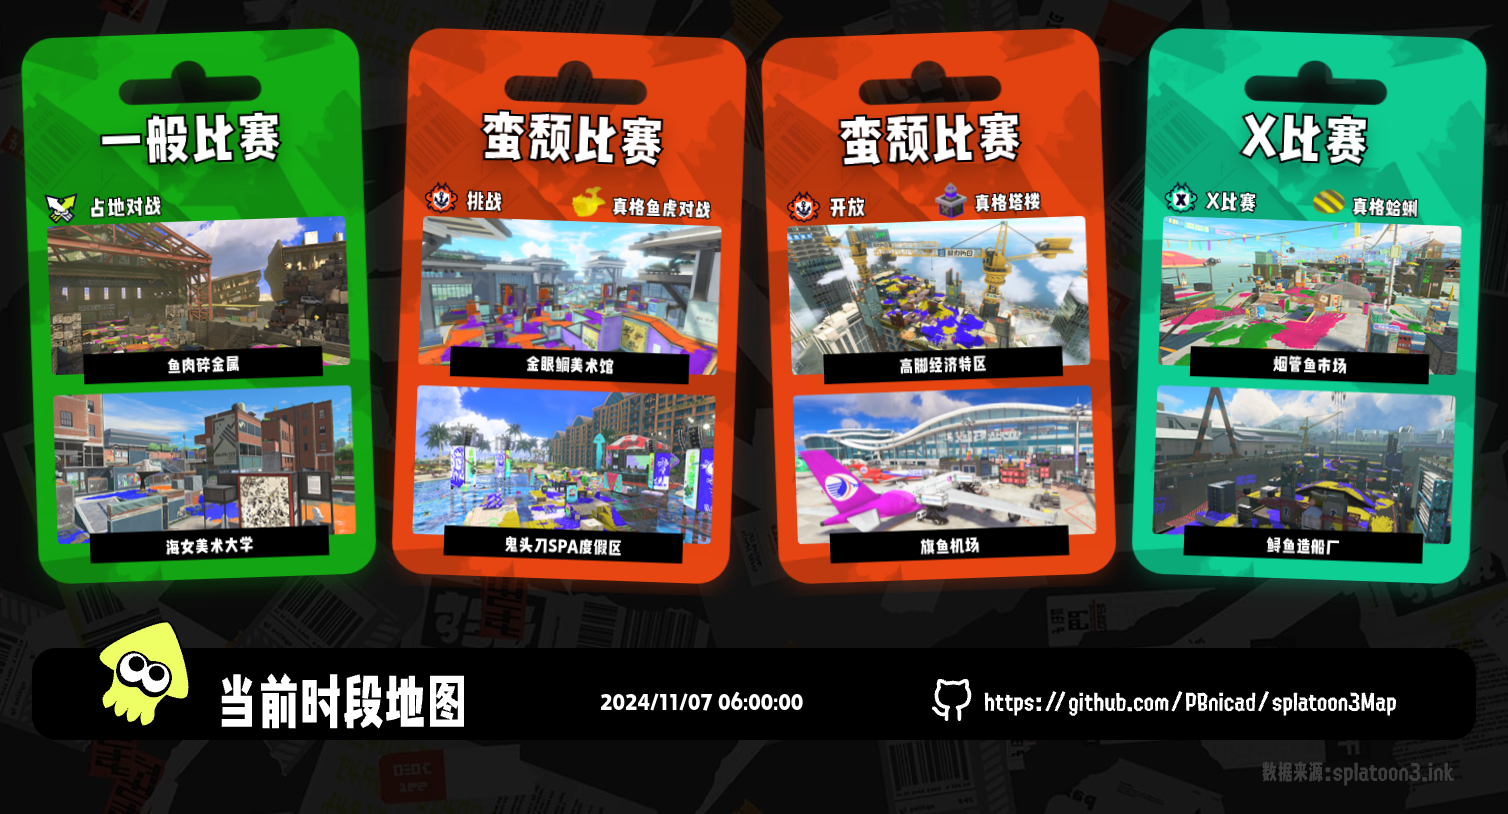 一般比赛
占地对战
鱼肉碎金属
海女美术大学
蛮颓比赛
挑战
真格鱼虎对战
金眼鲷美术馆
鬼头刀SPA度假区
蛮颓比赛
开放
真格塔楼
高脚经济特区
旗鱼机场
X比赛
X比赛
真格蛤蜊
烟管鱼市场
鲟鱼造船厂
当前时段地图
2024/11/07 06:00:00
https://github.com/PBnicad/splatoon3Map
数据来源:splatoon3.ink